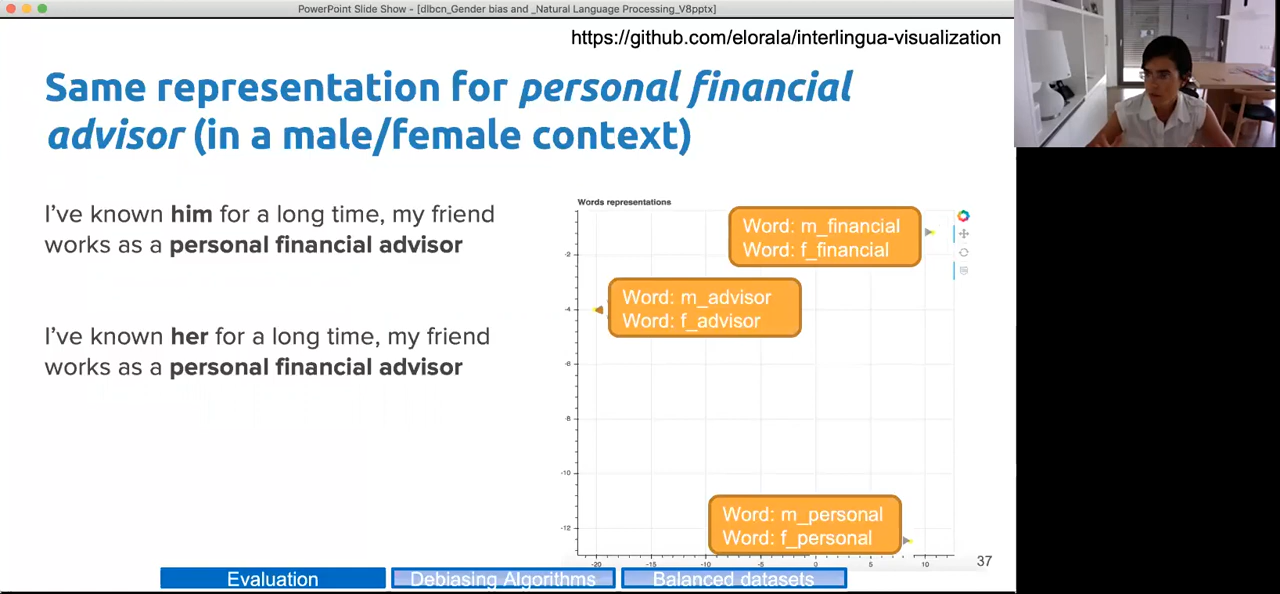 PowerPoint Slide Show - [dlbcn_Gender bias and _Natural Language Processing_V8pptx]
https://github.com/elorala/interlingua-visualization
Same representation for personal financial
advisor (in a male/female context)
I've known him for a long time, my friend
works as a personal financial advisor
I've known her for a long time, my friend
works as a personal financial advisor
Words representations
Word: m_financial
Word: f_financial
Word: m_advisor
Word: f_advisor
Word: m_personal
Word: f_personal
-2
-4
-6
-8
-10
-12
-20 -15 -10 -5 0 5 10
37
Evaluation
Debiasing Algorithms
Balanced datasets